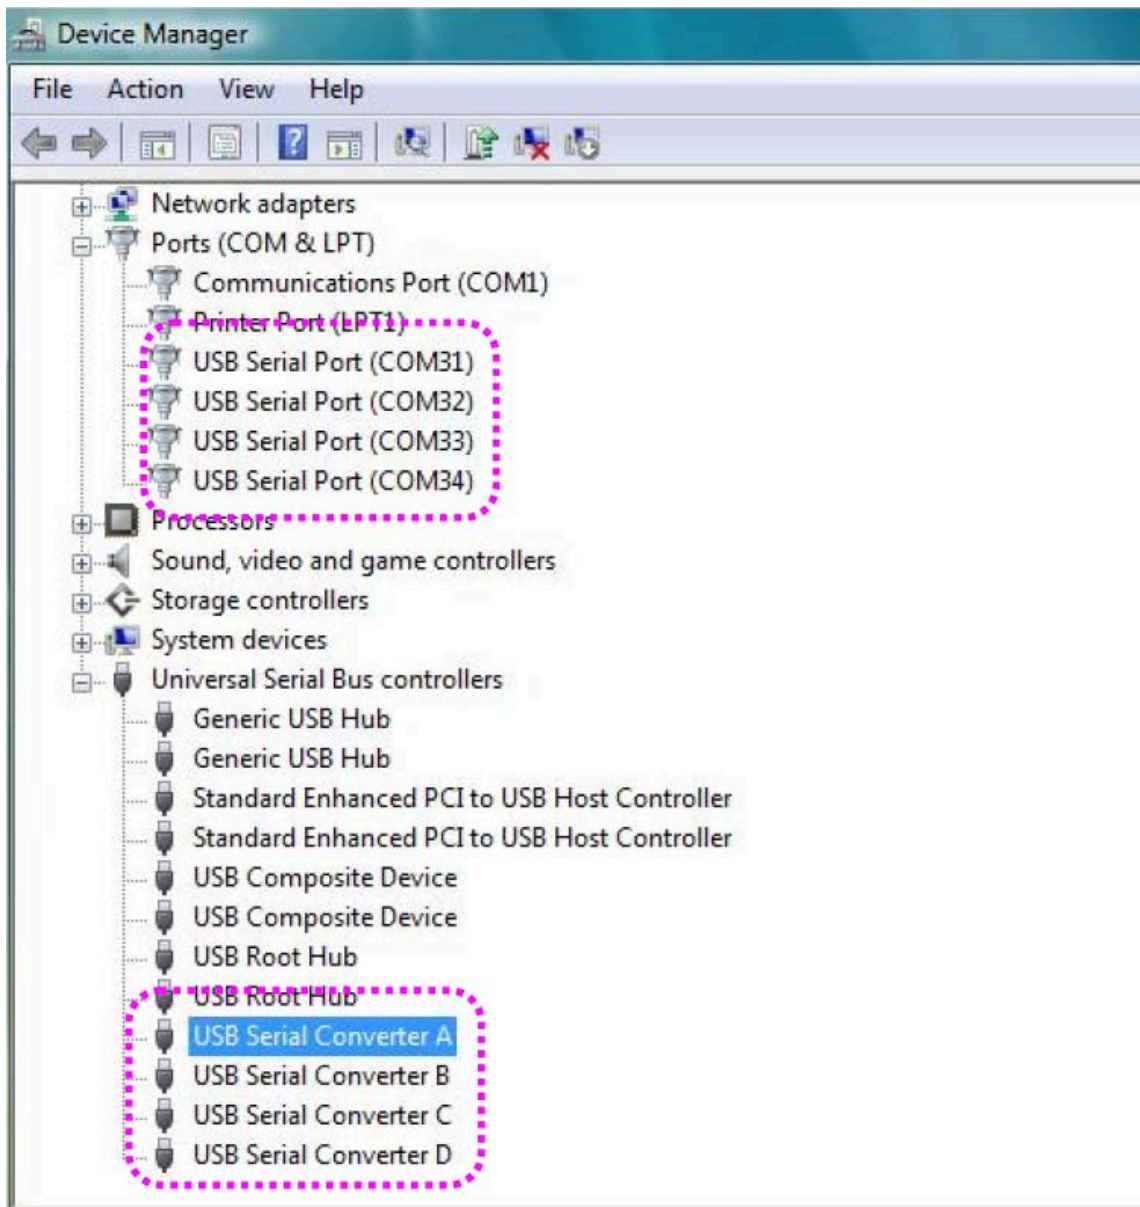 Device Manager
File Action View Help
Network adapters
Ports (COM & LPT)
Communications Port (COM1)
Printer Port (LPT1)
USB Serial Port (COM31)
USB Serial Port (COM32)
USB Serial Port (COM33)
USB Serial Port (COM34)
Processors
Sound, video and game controllers
Storage controllers
System devices
Universal Serial Bus controllers
Generic USB Hub
Generic USB Hub
Standard Enhanced PCI to USB Host Controller
Standard Enhanced PCI to USB Host Controller
USB Composite Device
USB Composite Device
USB Root Hub
USB Root Hub
USB Serial Converter A
USB Serial Converter B
USB Serial Converter C
USB Serial Converter D